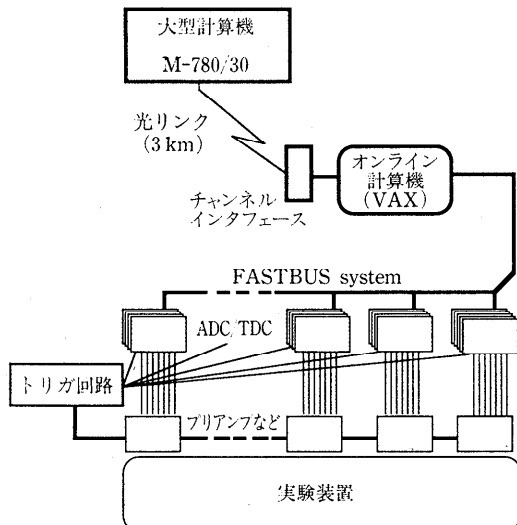 大型計算機
M-780/30
光リンク
(3 km)
オンライン
計算機
(VAX)
チャンネル
インタフェース
FASTBUS system
ADC/TDC
トリガ回路
プリアンプなど
実験装置